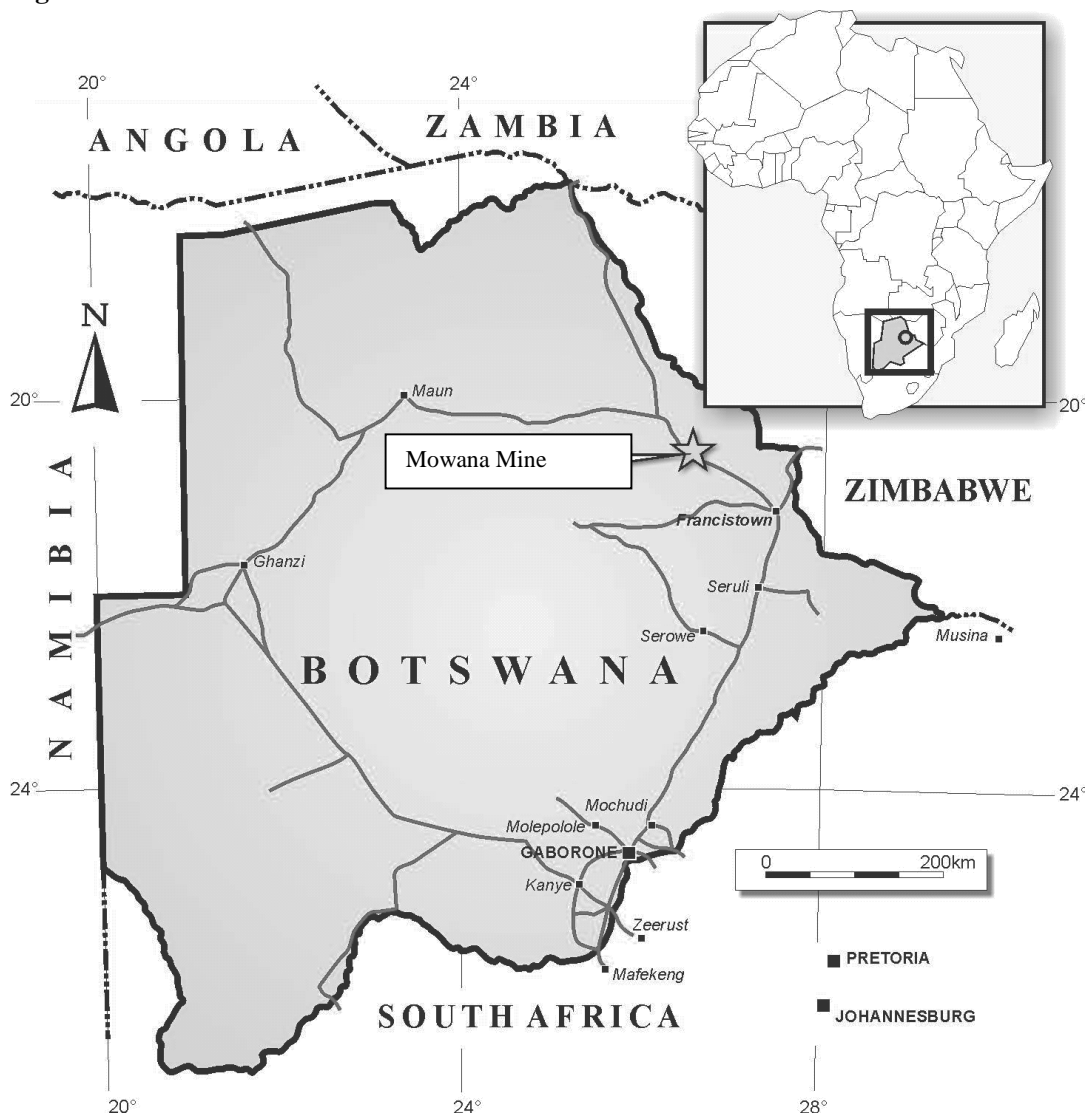 20°
24°
ANGOLA
ZAMBIA
N
20°
20°
Maun
Mowana Mine
ZIMBABWE
NAMIBIA
Francistown
Ghanzi
Seruli
Serowe
Musina
BOTSWANA
24°
24°
Mochudi
Molepolole
GABORONE
0 200km
Kanye
Zeerust
PRETORIA
Mafekeng
SOUTH AFRICA
JOHANNESBURG
20°
24°
28°